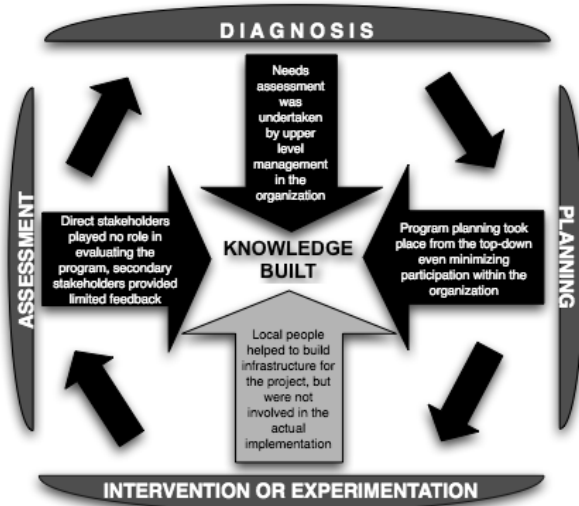 DIAGNOSIS
Needs
assessment
was
undertaken
by upper
level
management
in the
organization
ASSESSMENT
Direct stakeholders
played no role in
evaluating the
program, secondary
stakeholders provided
limited feedback
KNOWLEDGE
BUILT
Program planning took
place from the top-down
even minimizing
participation within the
organization
PLANNING
Local people
helped to build
infrastructure for
the project, but
were not
involved in the
actual
implementation
INTERVENTION OR EXPERIMENTATION